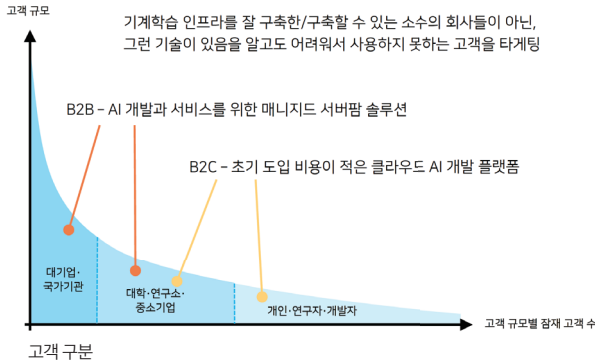 고객 규모
기계학습 인프라를 잘 구축한/구축할 수 있는 소수의 회사들이 아닌,
그런 기술이 있음을 알고도 어려워서 사용하지 못하는 고객을 타게팅
B2B – AI 개발과 서비스를 위한 매니지드 서버팜 솔루션
B2C – 초기 도입 비용이 적은 클라우드 AI 개발 플랫폼
대기업·
국가기관
대학·연구소·
중소기업
개인·연구자·개발자
고객 규모별 잠재 고객 수
고객 구분